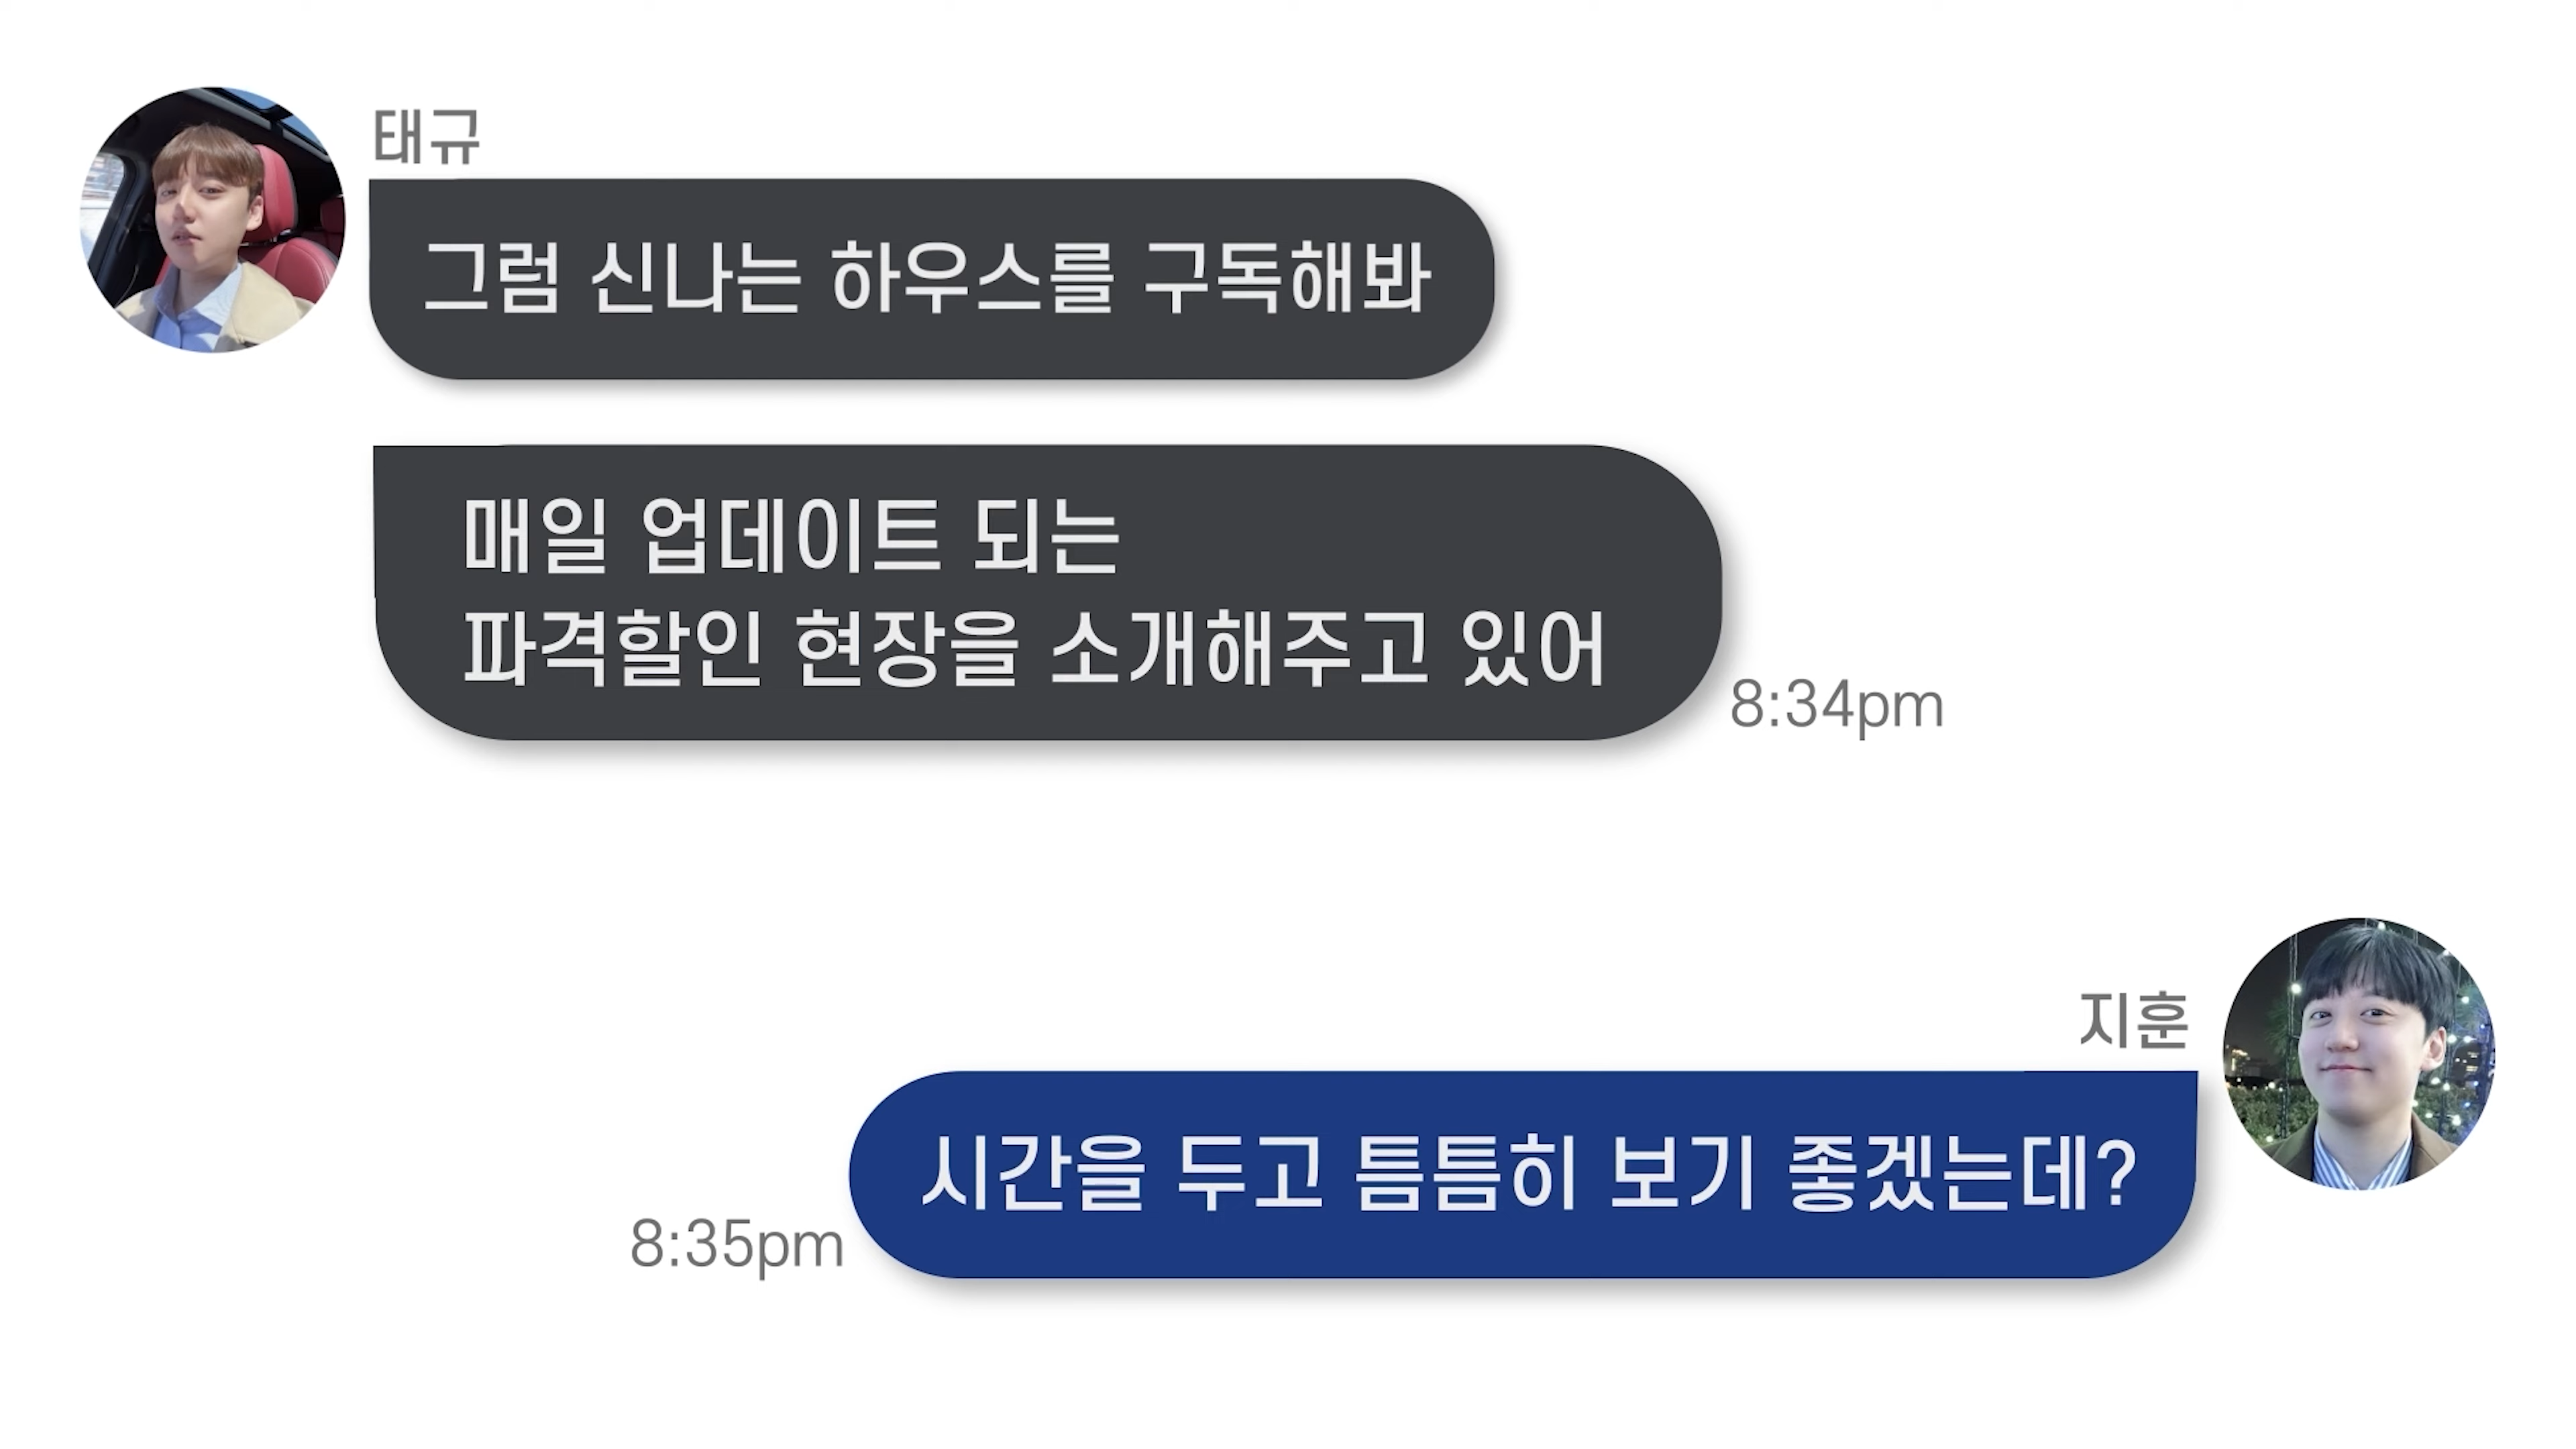 태규
그럼 신나는 하우스를 구독해봐
매일 업데이트 되는
파격할인 현장을 소개해주고 있어
8:34pm
지훈
시간을 두고 틈틈히 보기 좋겠는데?
8:35pm